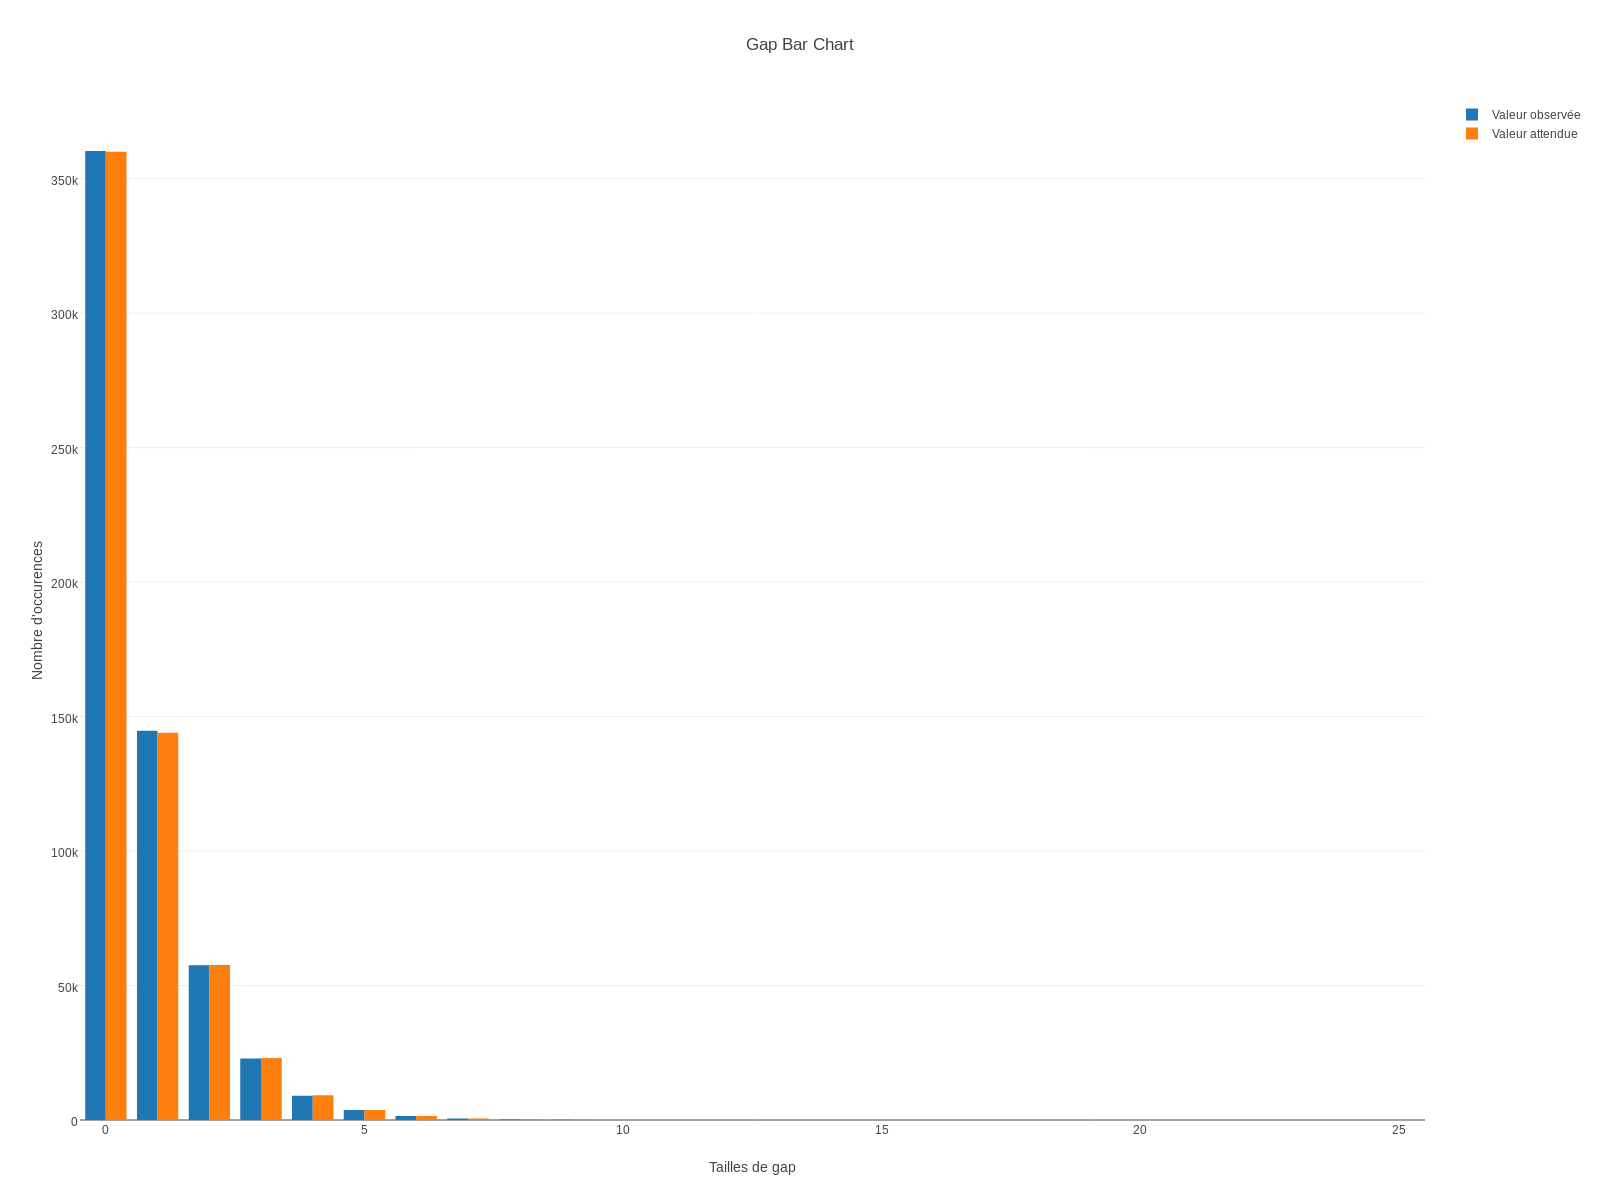 Gap Bar Chart
Valeur observée
Valeur attendue
350k
300k
250k
200k
150k
100k
50k
0
Nombre d'occurences
0 5 10 15 20 25
Tailles de gap